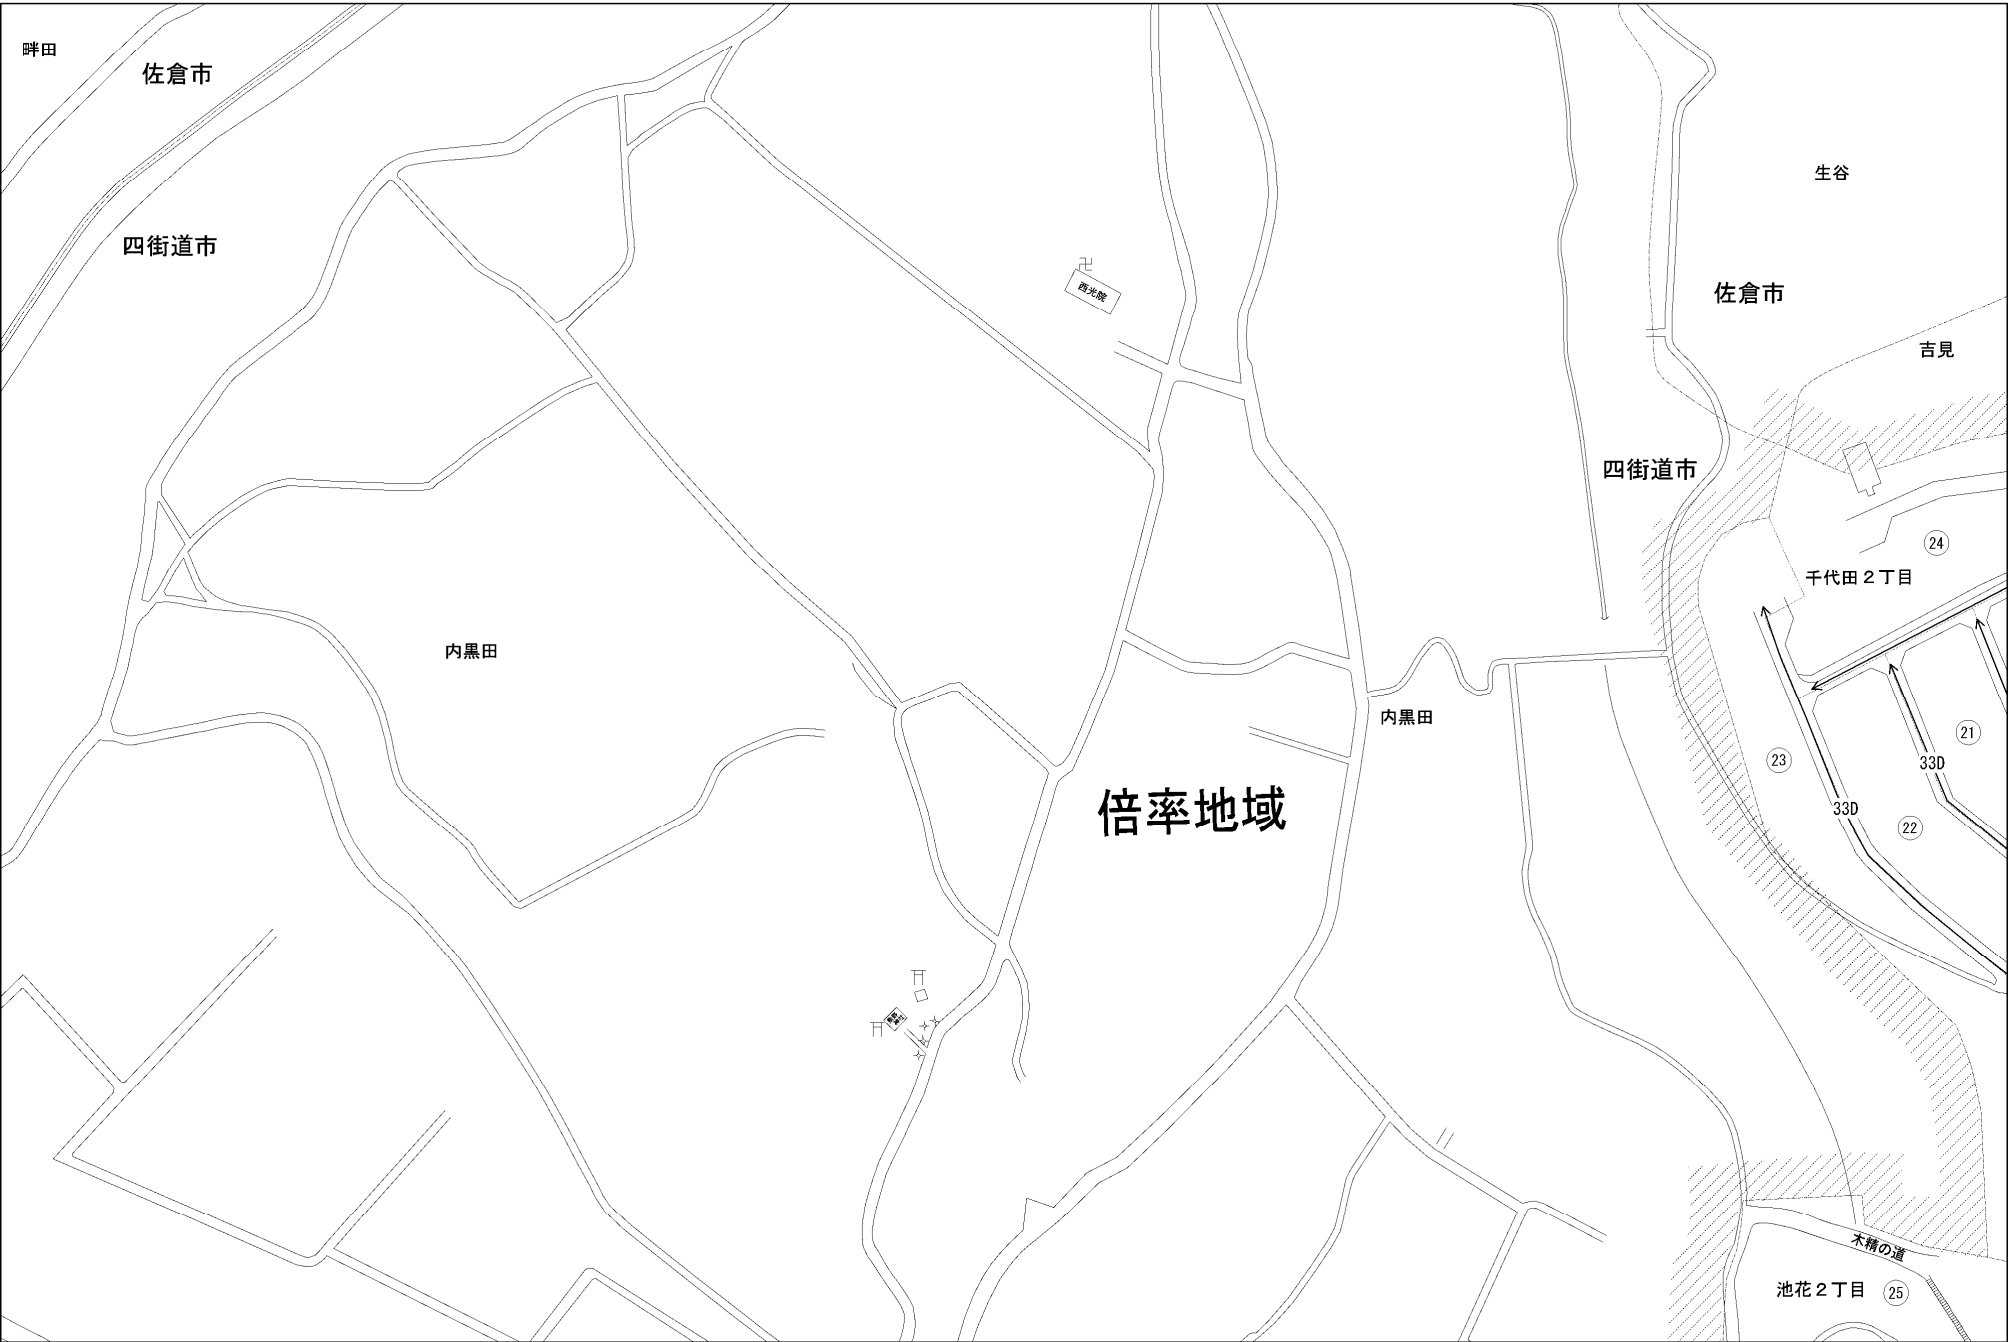 畔田
佐倉市
四街道市
生谷
佐倉市
西光院
吉見
四街道市
24
千代田２丁目
内黒田
内黒田
21
23
33D
倍率地域
33D
22
木精の道
池花２丁目
25